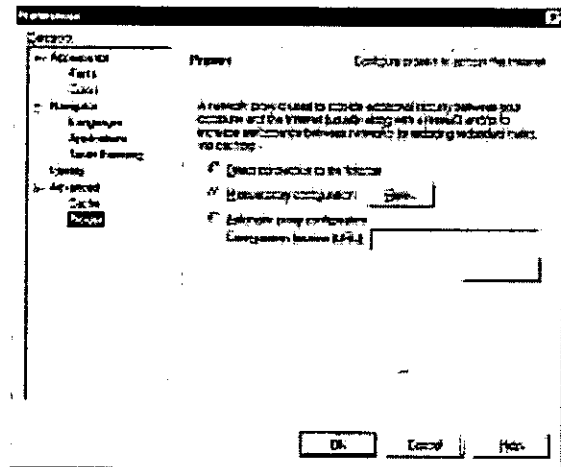 Preferences
Category:
Appearance
Fonts
Colors
Navigator
Languages
Applications
Smart Browsing
Identity
Advanced
Cache
Proxies
Proxies
Configure proxies to access the Internet
A network proxy is used to provide additional security between your
computer and the Internet (usually along with a firewall) and/or to
increase performance between networks by reducing redundant traffic
via caching.
Direct connection to the Internet
Manual proxy configuration
View...
Automatic proxy configuration
Configuration location (URL):
OK
Cancel
Help